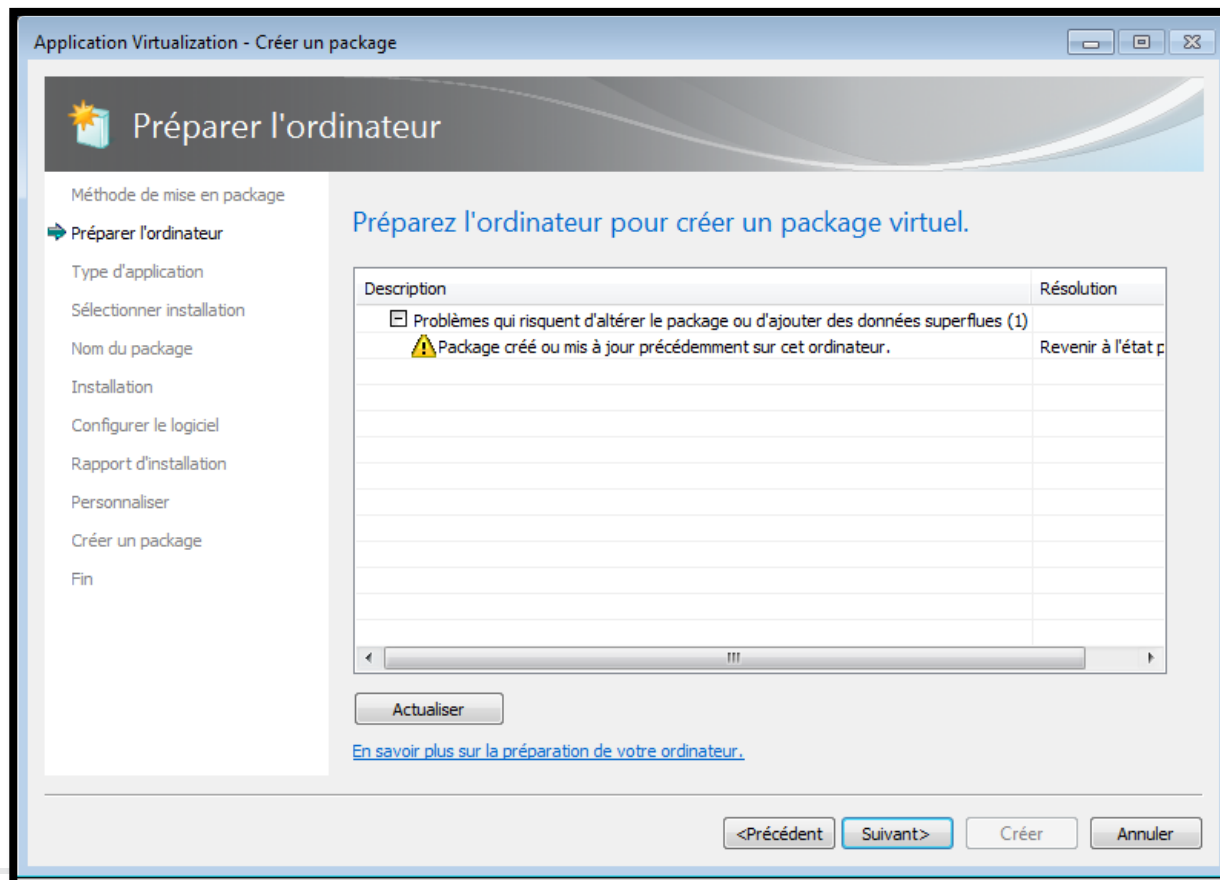 Application Virtualization - Créer un package
Préparer l'ordinateur
Méthode de mise en package
Préparer l'ordinateur
Type d'application
Sélectionner installation
Nom du package
Installation
Configurer le logiciel
Rapport d'installation
Personnaliser
Créer un package
Fin
Préparez l'ordinateur pour créer un package virtuel.
Description Résolution
Problèmes qui risquent d'altérer le package ou d'ajouter des données superflues (1)
Package créé ou mis à jour précédemment sur cet ordinateur. Revenir à l'état p
Actualiser
En savoir plus sur la préparation de votre ordinateur.
<Précédent Suivant> Créer Annuler